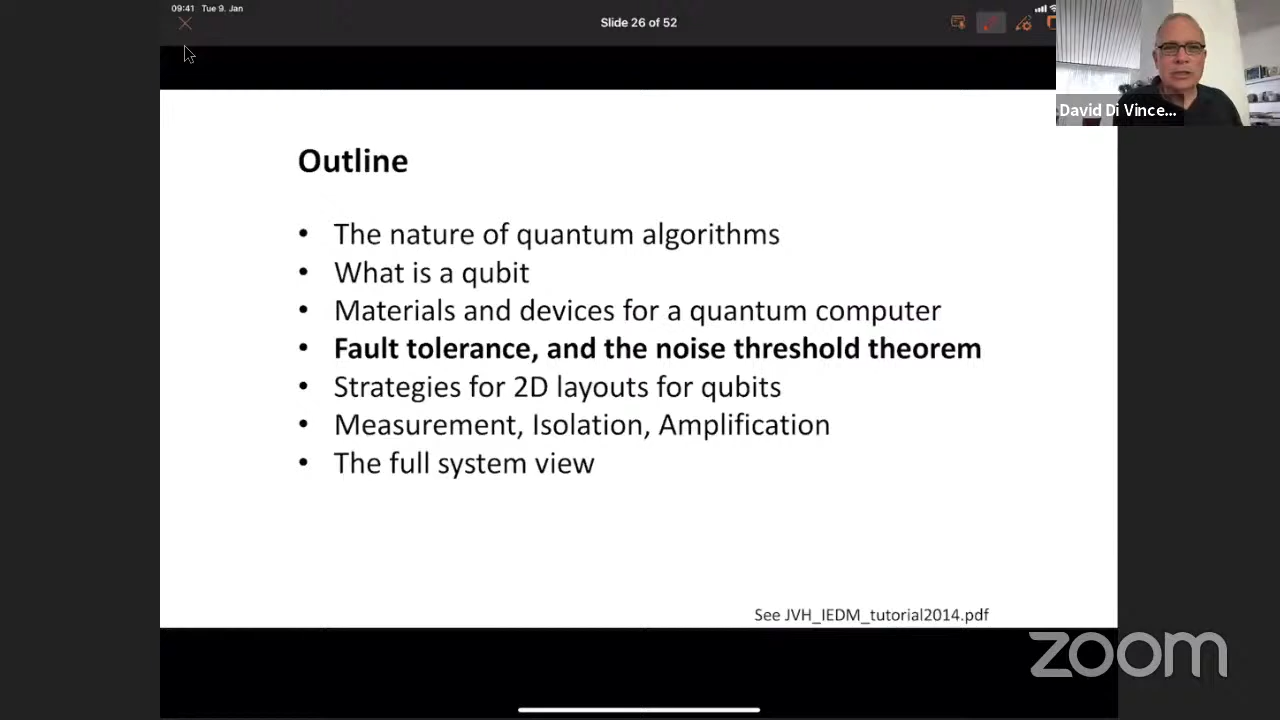 09:41 Tue 9. Jan
Slide 26 of 52
David Di Vince...
Outline
• The nature of quantum algorithms
• What is a qubit
• Materials and devices for a quantum computer
• Fault tolerance, and the noise threshold theorem
• Strategies for 2D layouts for qubits
• Measurement, Isolation, Amplification
• The full system view
See JVH_IEDM_tutorial2014.pdf
zoom